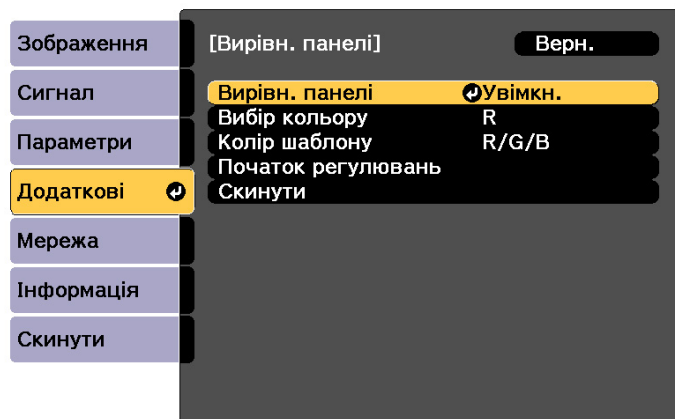 Зображення
Сигнал
Параметри
Додаткові
Мережа
Інформація
Скинути
[Вирівн. панелі] Верн.
Вирівн. панелі Увімкн.
Вибір кольору R
Колір шаблону R/G/B
Початок регулювань
Скинути